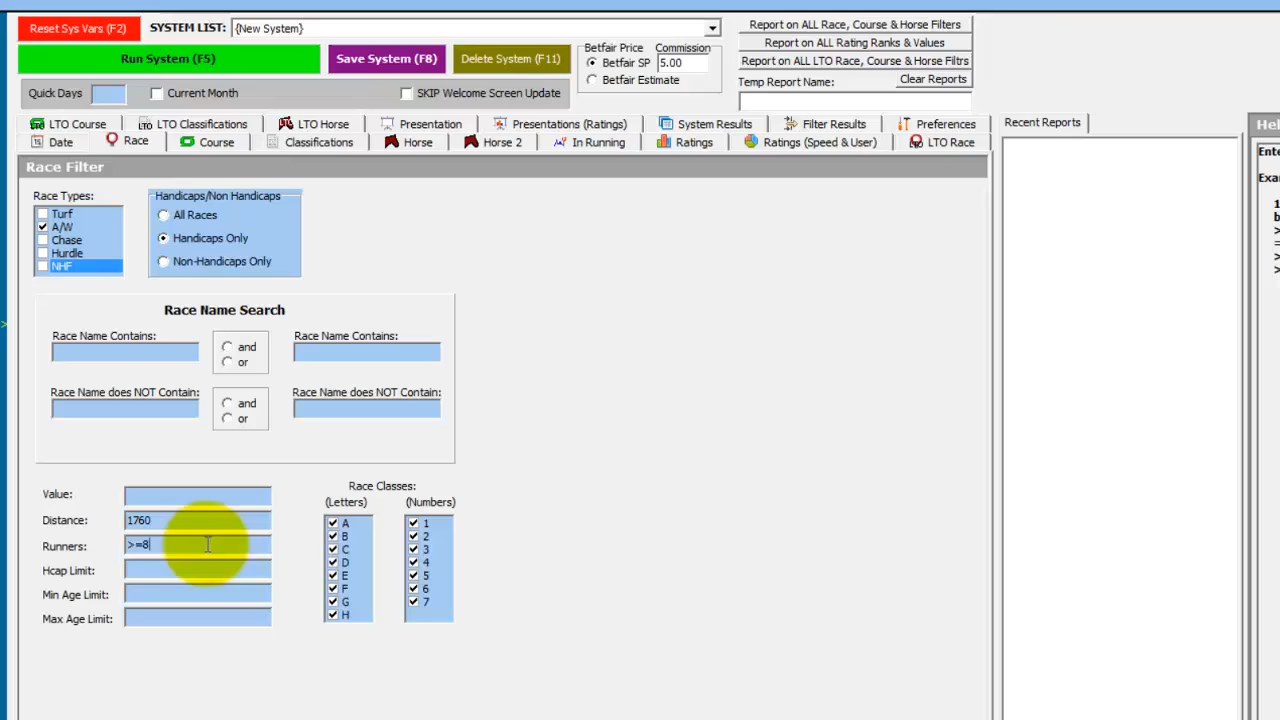 Reset Sys Vars (F2)
SYSTEM LIST:
{New System}
Run System (F5)
Save System (F8)
Delete System (F11)
Betfair Price
Commission
Betfair SP
5.00
Betfair Estimate
Report on ALL Race, Course & Horse Filters
Report on ALL Rating Ranks & Values
Report on ALL LTO Race, Course & Horse Filtrs
Temp Report Name:
Clear Reports
Quick Days
Current Month
SKIP Welcome Screen Update
LTO Course
LTO Classifications
LTO Horse
Presentation
Presentations (Ratings)
System Results
Filter Results
Preferences
Date
Race
Course
Classifications
Horse
Horse 2
In Running
Ratings
Ratings (Speed & User)
LTO Race
Recent Reports
Race Filter
Race Types:
Turf
A/W
Chase
Hurdle
NHF
Handicaps/Non Handicaps
All Races
Handicaps Only
Non-Handicaps Only
Race Name Search
Race Name Contains:
and
or
Race Name Contains:
Race Name does NOT Contain:
and
or
Race Name does NOT Contain:
Value:
Distance:
1760
Runners:
>=8
Hcap Limit:
Min Age Limit:
Max Age Limit:
Race Classes:
(Letters)
(Numbers)
A
B
C
D
E
F
G
H
1
2
3
4
5
6
7